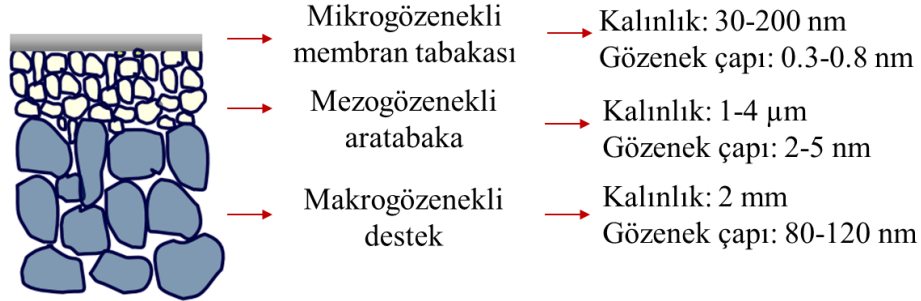 Mikrogözenekli
membran tabakası
Kalınlık: 30-200 nm
Gözenek çapı: 0.3-0.8 nm
Mezogözenekli
aratabaka
Kalınlık: 1-4 µm
Gözenek çapı: 2-5 nm
Makrogözenekli
destek
Kalınlık: 2 mm
Gözenek çapı: 80-120 nm